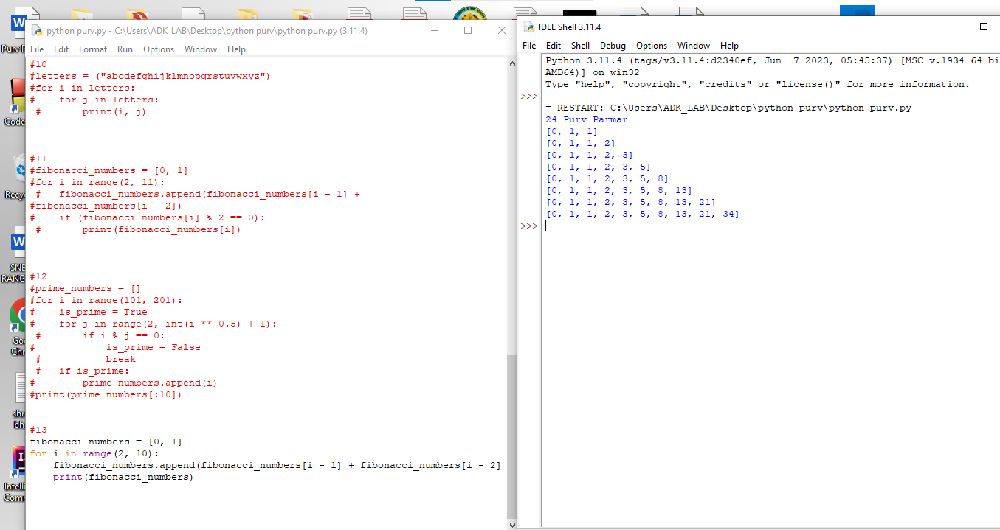 python purv.py - C:\Users\ADK_LAB\Desktop\python purv\python purv.py (3.11.4)
File Edit Format Run Options Window Help
#10
#letters = ("abcdefghijklmnopqrstuvwxyz")
#for i in letters:
#    for j in letters:
 #       print(i, j)
#11
#fibonacci_numbers = [0, 1]
#for i in range(2, 11):
 #   fibonacci_numbers.append(fibonacci_numbers[i - 1] +
#fibonacci_numbers[i - 2])
#    if (fibonacci_numbers[i] % 2 == 0):
 #       print(fibonacci_numbers[i])
#12
#prime_numbers = []
#for i in range(101, 201):
#    is_prime = True
#    for j in range(2, int(i ** 0.5) + 1):
 #       if i % j == 0:
#            is_prime = False
 #           break
 #   if is_prime:
#        prime_numbers.append(i)
#print(prime_numbers[:10])
#13
fibonacci_numbers = [0, 1]
for i in range(2, 10):
    fibonacci_numbers.append(fibonacci_numbers[i - 1] + fibonacci_numbers[i - 2]
    print(fibonacci_numbers)
IDLE Shell 3.11.4
File Edit Shell Debug Options Window Help
Python 3.11.4 (tags/v3.11.4:d2340ef, Jun  7 2023, 05:45:37) [MSC v.1934 64 bi
AMD64)] on win32
Type "help", "copyright", "credits" or "license()" for more information.
>>>
= RESTART: C:\Users\ADK_LAB\Desktop\python purv\python purv.py
24_Purv Parmar
[0, 1, 1]
[0, 1, 1, 2]
[0, 1, 1, 2, 3]
[0, 1, 1, 2, 3, 5]
[0, 1, 1, 2, 3, 5, 8]
[0, 1, 1, 2, 3, 5, 8, 13]
[0, 1, 1, 2, 3, 5, 8, 13, 21]
[0, 1, 1, 2, 3, 5, 8, 13, 21, 34]
>>>
Purv
Code
Recy
SNE
RANG
Go
Chr
shr
bh
Intelli
Com